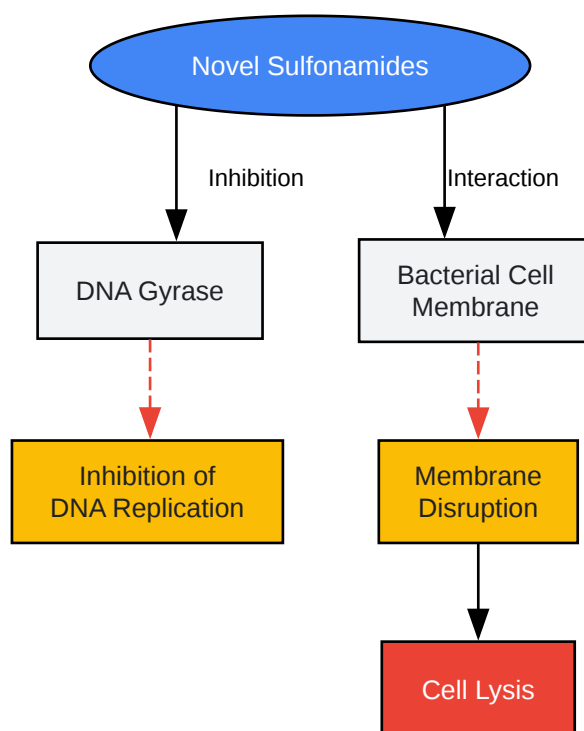 Novel Sulfonamides
Inhibition
Interaction
DNA Gyrase
Bacterial Cell
Membrane
Inhibition of
DNA Replication
Membrane
Disruption
Cell Lysis